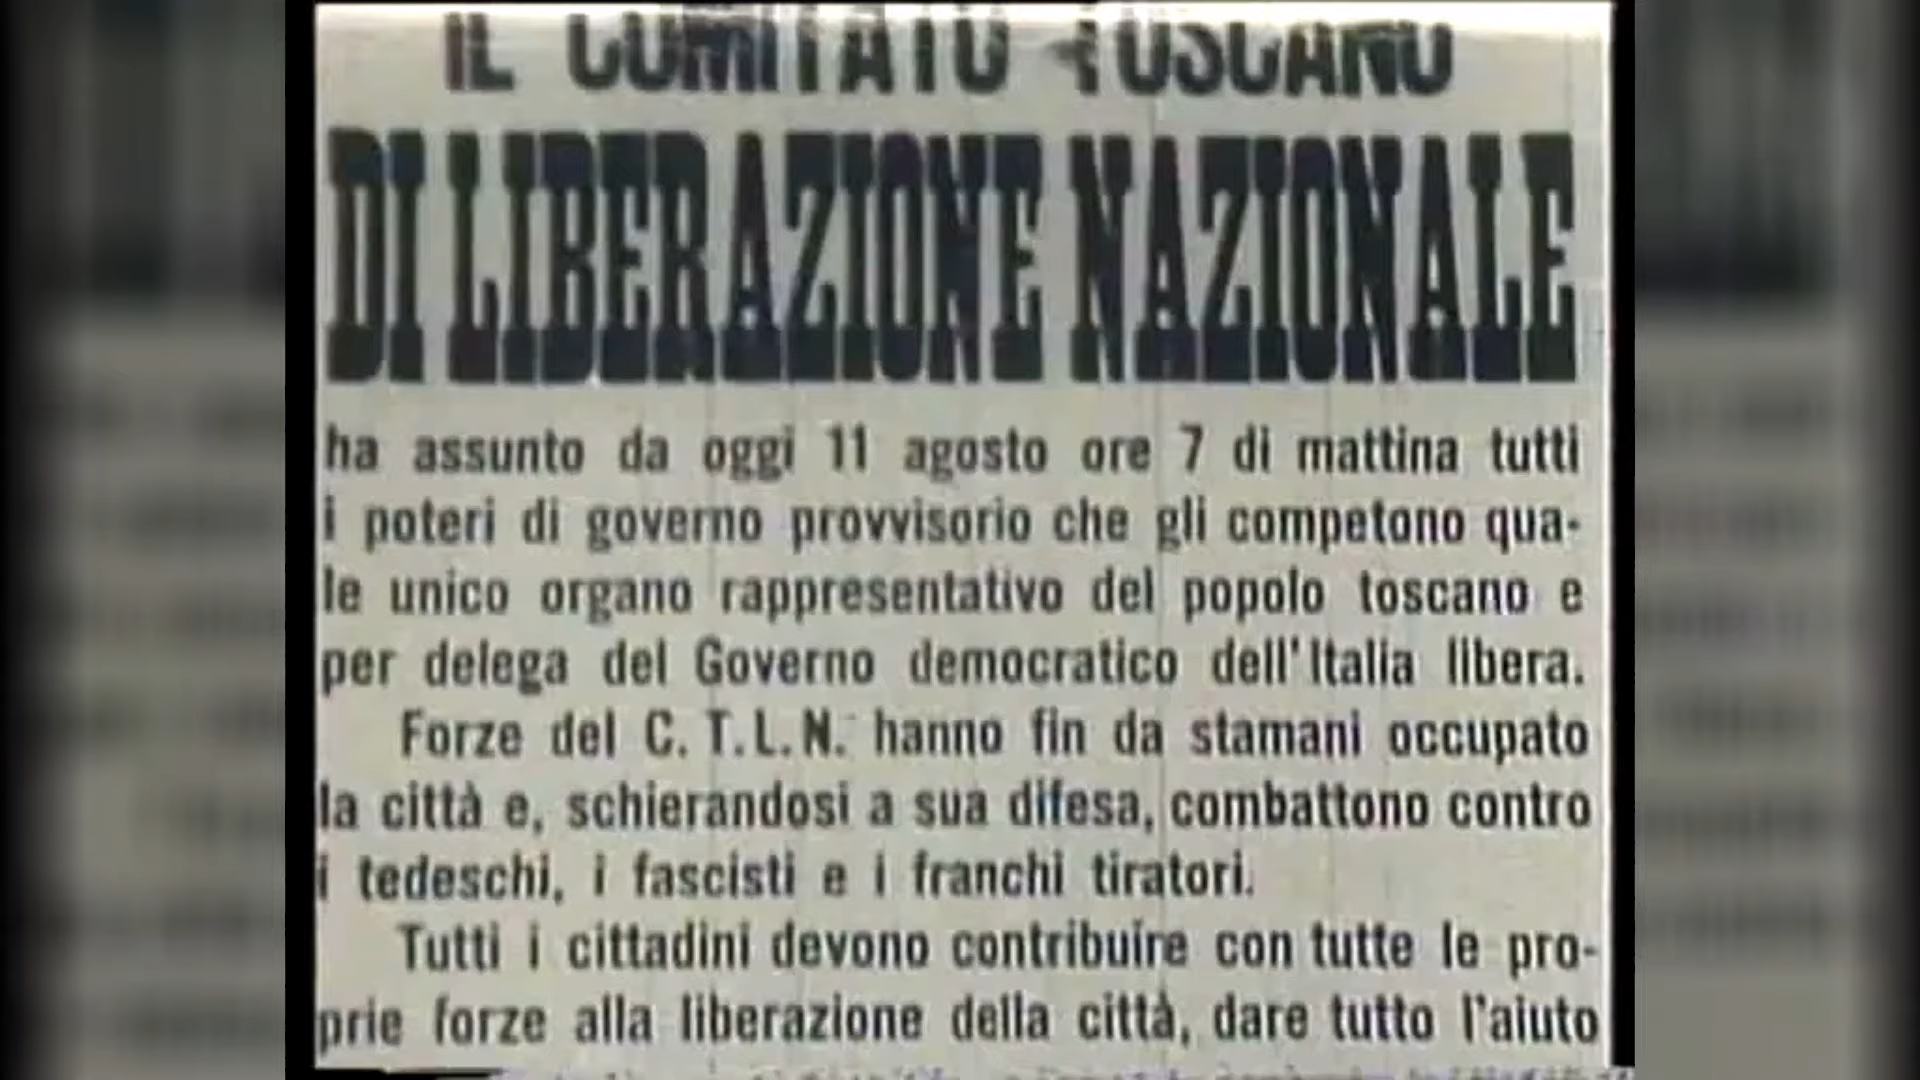 IL COMITATO TOSCANO
DI LIBERAZIONE NAZIONALE
ha assunto da oggi 11 agosto ore 7 di mattina tutti
i poteri di governo provvisorio che gli competono qua-
le unico organo rappresentativo del popolo toscano e
per delega del Governo democratico dell'Italia libera.
Forze del C. T. L. N. hanno fin da stamani occupato
la città e, schierandosi a sua difesa, combattono contro
i tedeschi, i fascisti e i franchi tiratori.
Tutti i cittadini devono contribuire con tutte le pro-
prie forze alla liberazione della città, dare tutto l'aiuto